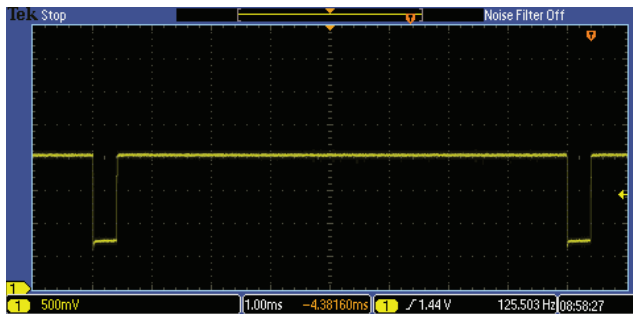 Tek Stop Noise Filter Off
T
T
1
1 500mV 1.00ms −4.38160ms 1 / 1.44 V 125.503 Hz 08:58:27